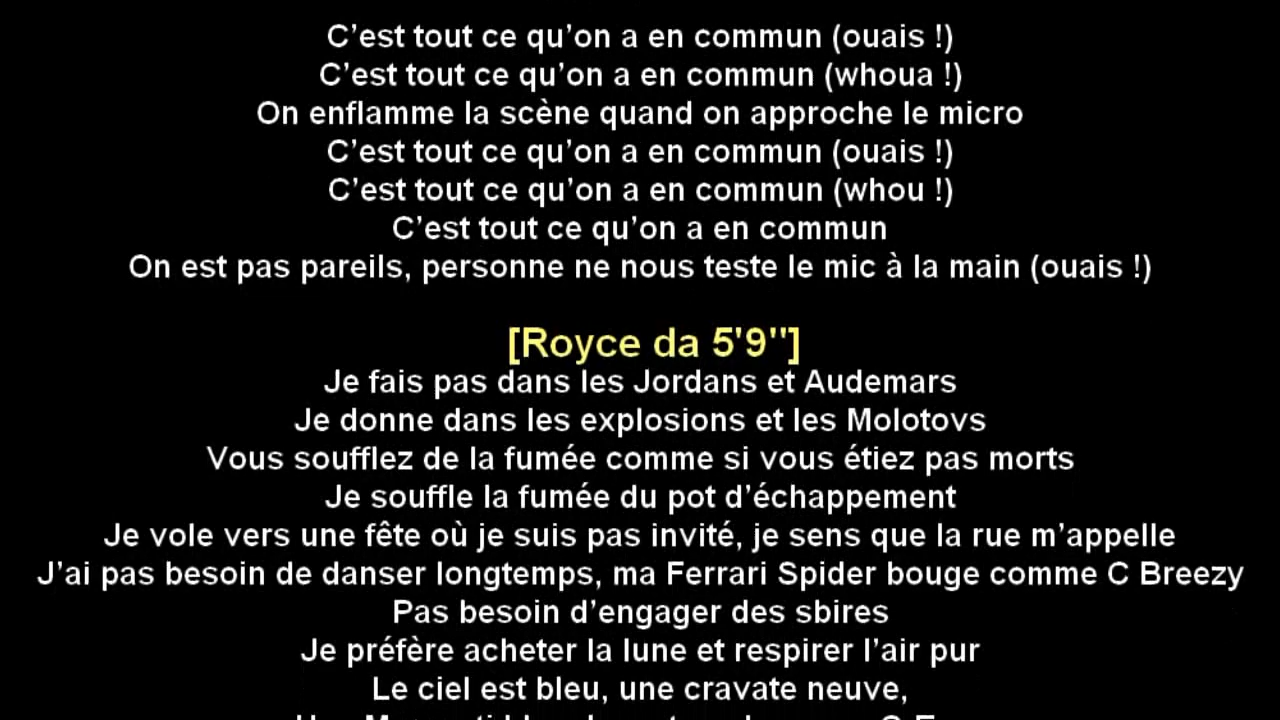 C’est tout ce qu’on a en commun (ouais !)
C’est tout ce qu’on a en commun (whoua !)
On enflamme la scène quand on approche le micro
C’est tout ce qu’on a en commun (ouais !)
C’est tout ce qu’on a en commun (whou !)
C’est tout ce qu’on a en commun
On est pas pareils, personne ne nous teste le mic à la main (ouais !)
[Royce da 5'9"]
Je fais pas dans les Jordans et Audemars
Je donne dans les explosions et les Molotovs
Vous soufflez de la fumée comme si vous étiez pas morts
Je souffle la fumée du pot d’échappement
Je vole vers une fête où je suis pas invité, je sens que la rue m’appelle
J’ai pas besoin de danser longtemps, ma Ferrari Spider bouge comme C Breezy
Pas besoin d’engager des sbires
Je préfère acheter la lune et respirer l’air pur
Le ciel est bleu, une cravate neuve,